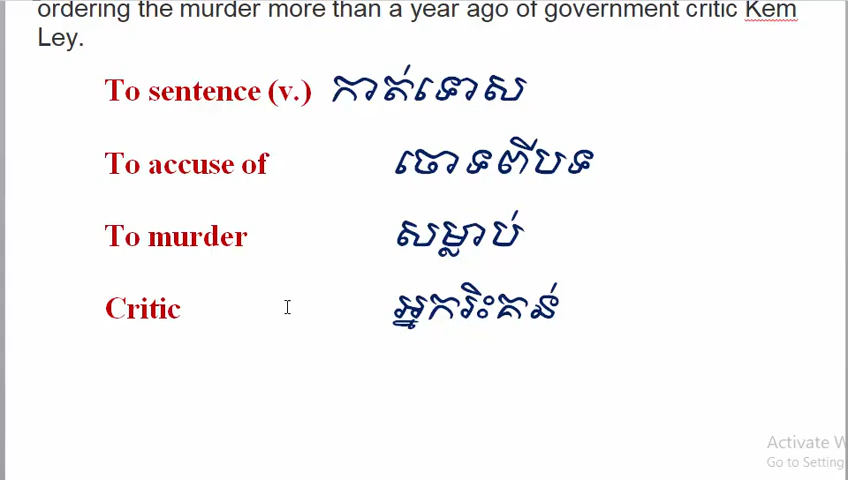 ordering the murder more than a year ago of government critic Kem
Ley.
To sentence (v.) កាត់ទោស
To accuse of ចោទពីបទ
To murder សម្លាប់
Critic អ្នករិះគន់
Activate W
Go to Setting